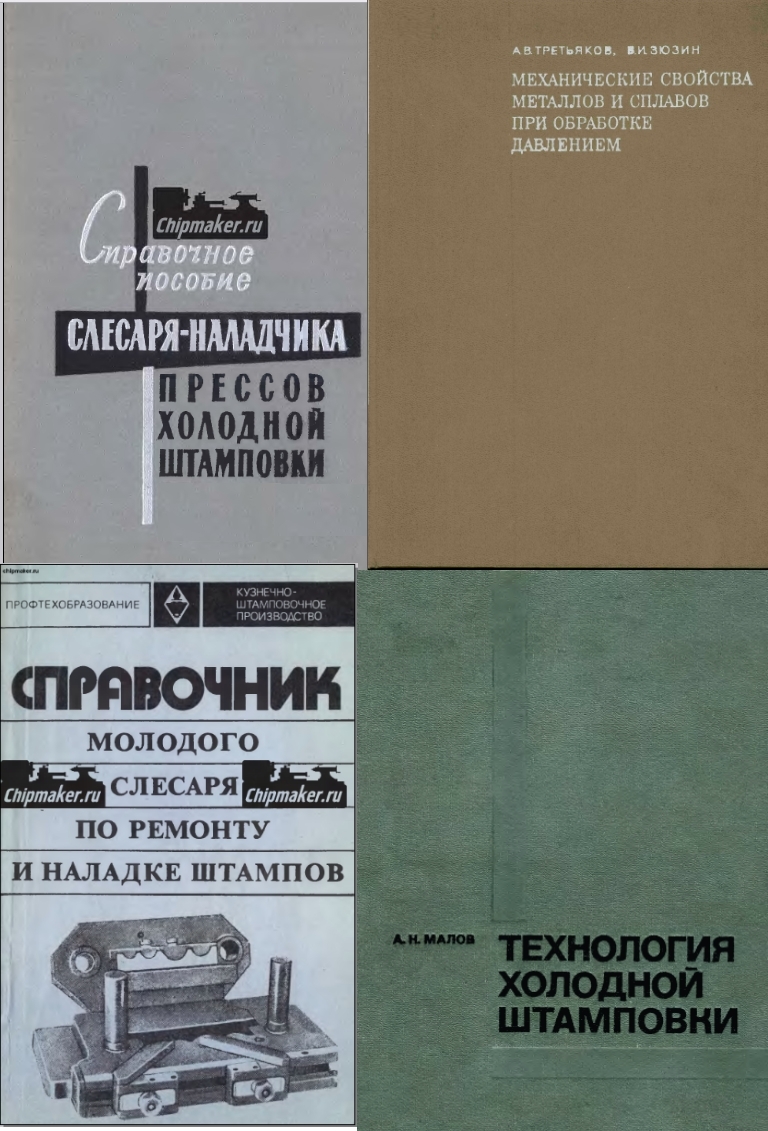 Chipmaker.ru
Справочное
пособие
СЛЕСАРЯ-НАЛАДЧИКА
ПРЕССОВ
ХОЛОДНОЙ
ШТАМПОВКИ
А.В.ТРЕТЬЯКОВ, В.И.ЗЮЗИН
МЕХАНИЧЕСКИЕ СВОЙСТВА
МЕТАЛЛОВ И СПЛАВОВ
ПРИ ОБРАБОТКЕ
ДАВЛЕНИЕМ
chipmaker.ru
ПРОФТЕХОБРАЗОВАНИЕ
КУЗНЕЧНО-
ШТАМПОВОЧНОЕ
ПРОИЗВОДСТВО
СПРАВОЧНИК
МОЛОДОГО
Chipmaker.ru СЛЕСАРЯ Chipmaker.ru
ПО РЕМОНТУ
И НАЛАДКЕ ШТАМПОВ
А. Н. МАЛОВ
ТЕХНОЛОГИЯ
ХОЛОДНОЙ
ШТАМПОВКИ